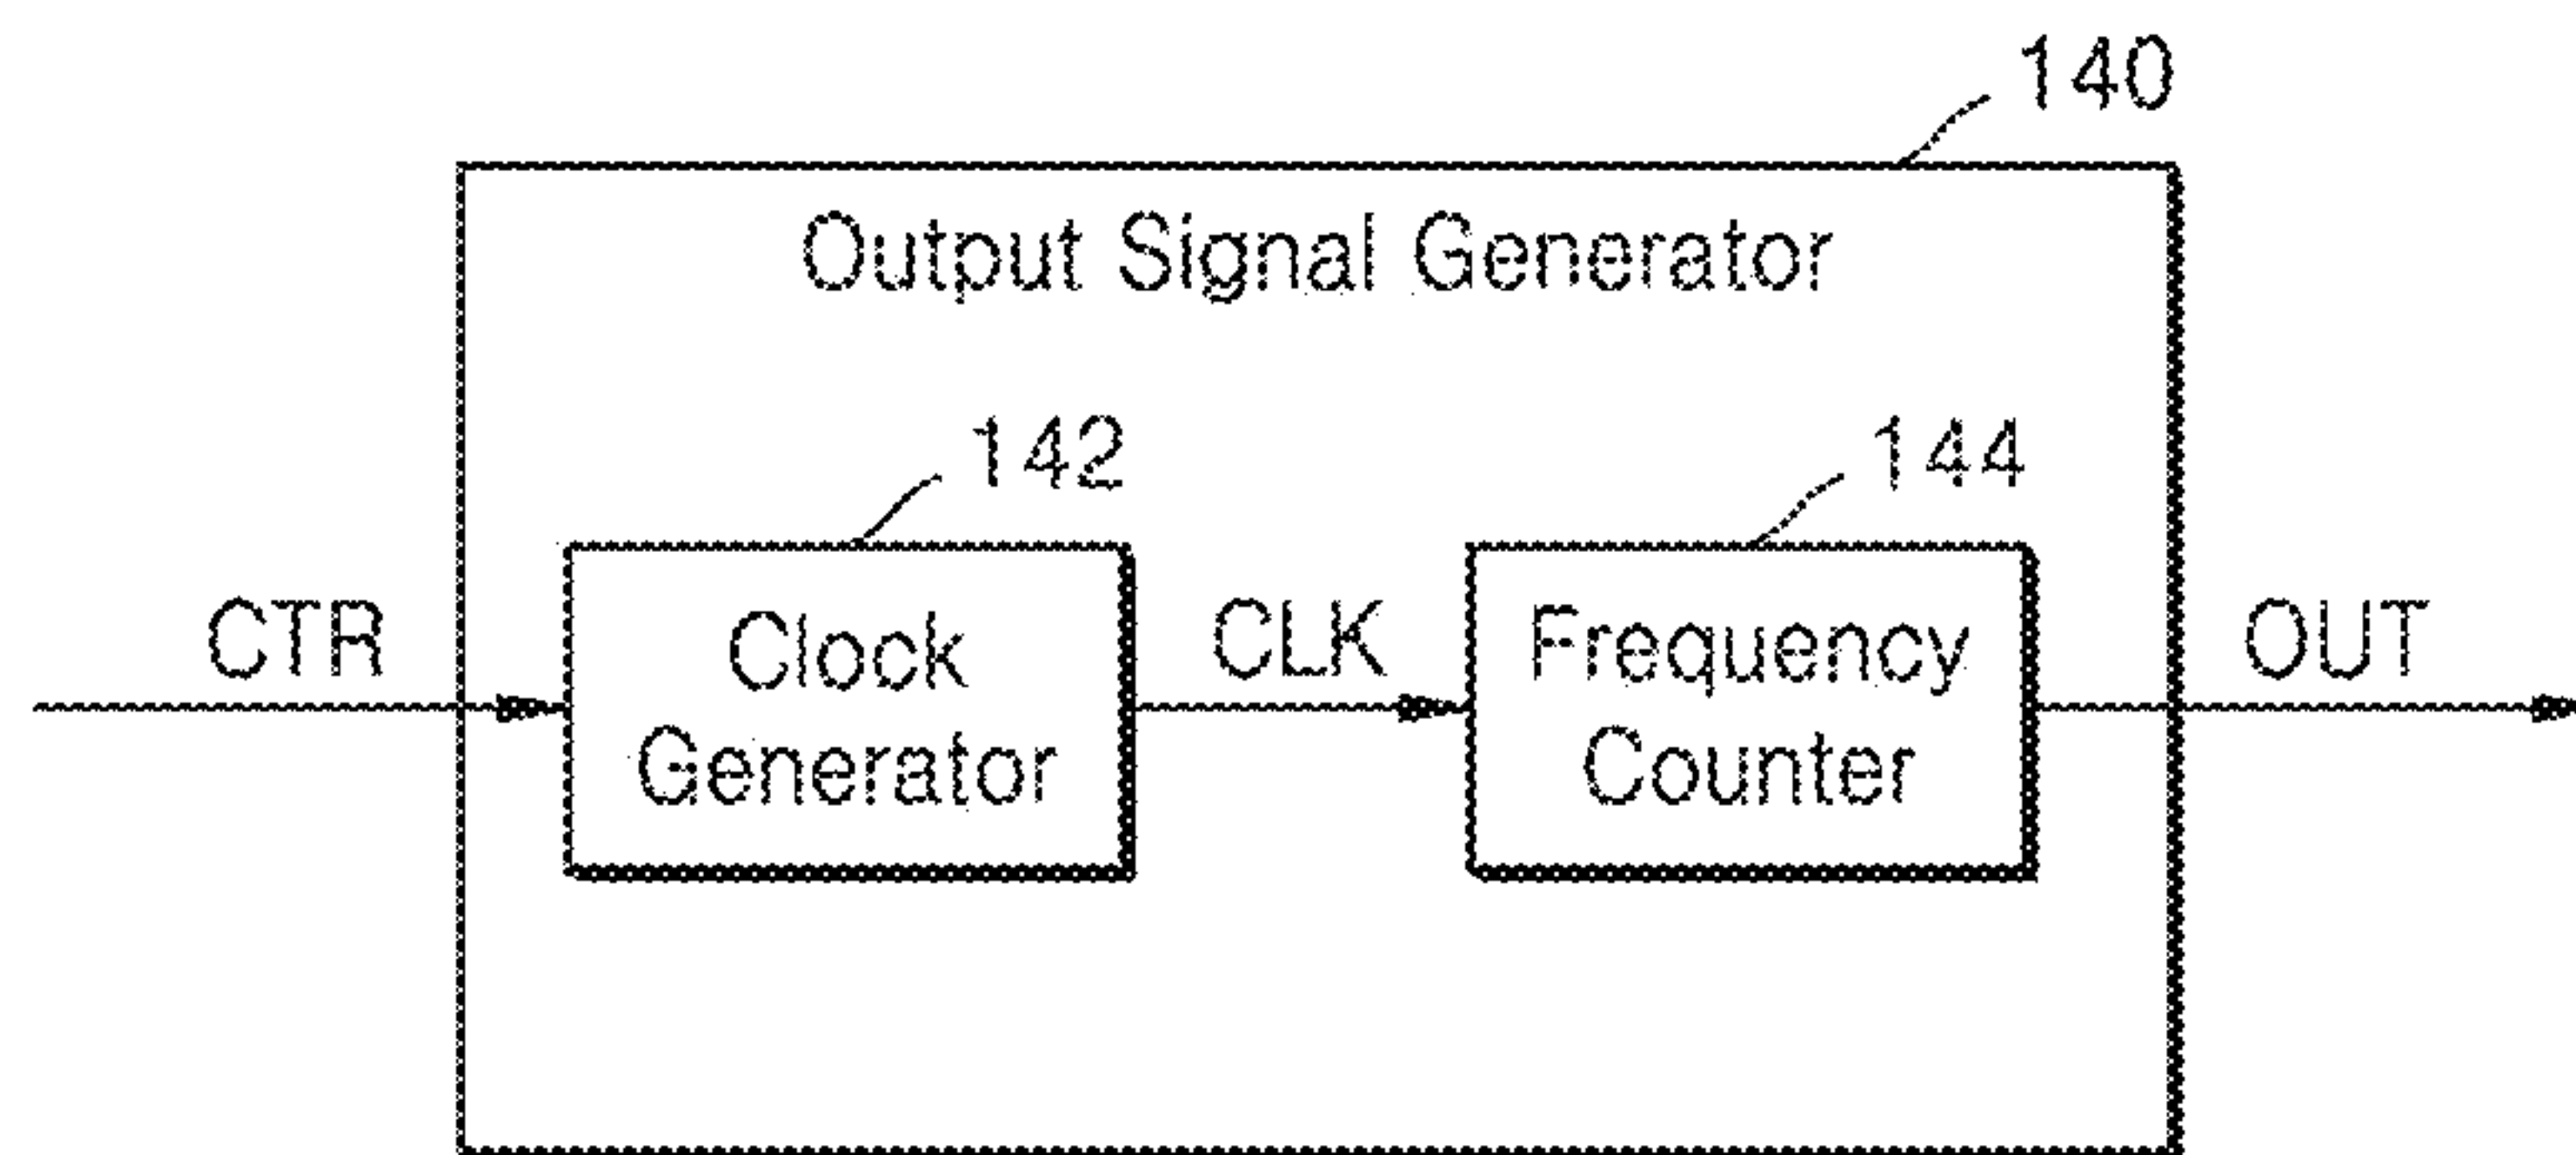 140
Output Signal Generator
142
144
CTR
Clock
Generator
CLK
Frequency
Counter
OUT